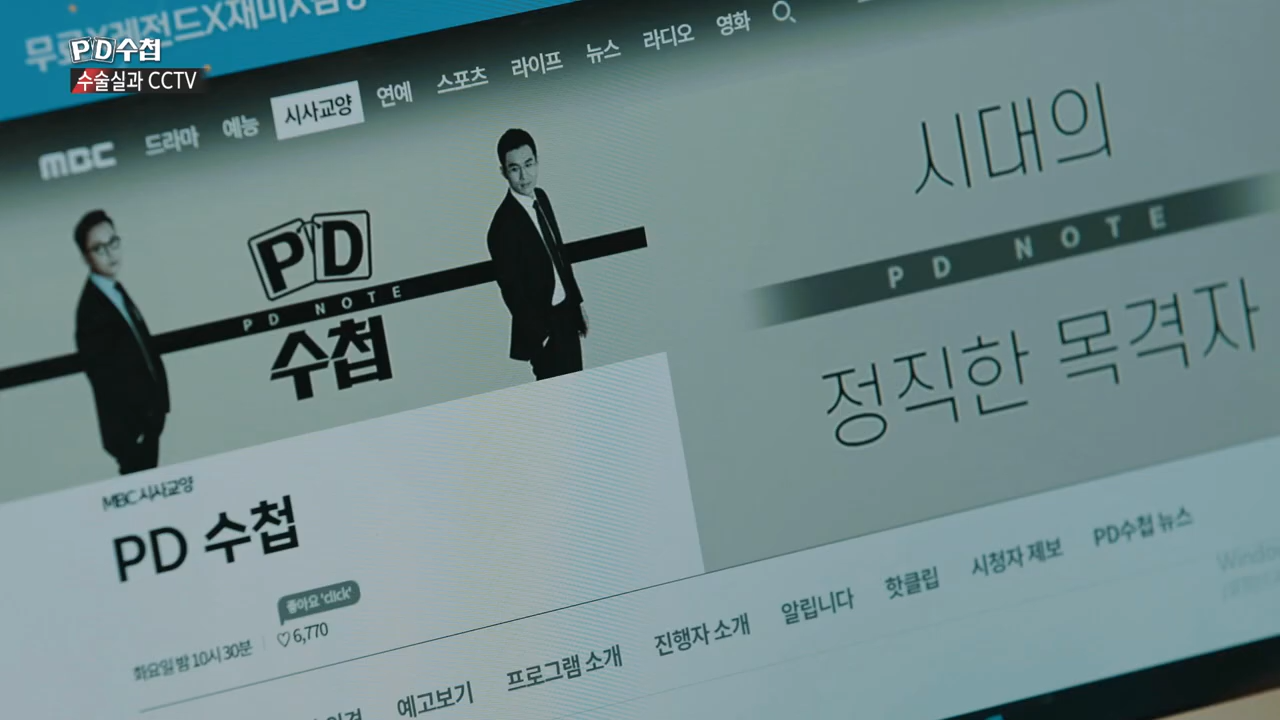 PD수첩
수술실과 CCTV
MBC 드라마 예능 시사교양 연예 스포츠 라이프 뉴스 라디오 영화
PD
PD NOTE
수첩
시대의
PD NOTE
정직한 목격자
MBC 시사교양
PD 수첩
좋아요 'click'
화요일 밤 10시 30분 ♡ 6,770
예고보기 프로그램 소개 진행자 소개 알립니다 핫클립 시청자 제보 PD수첩 뉴스